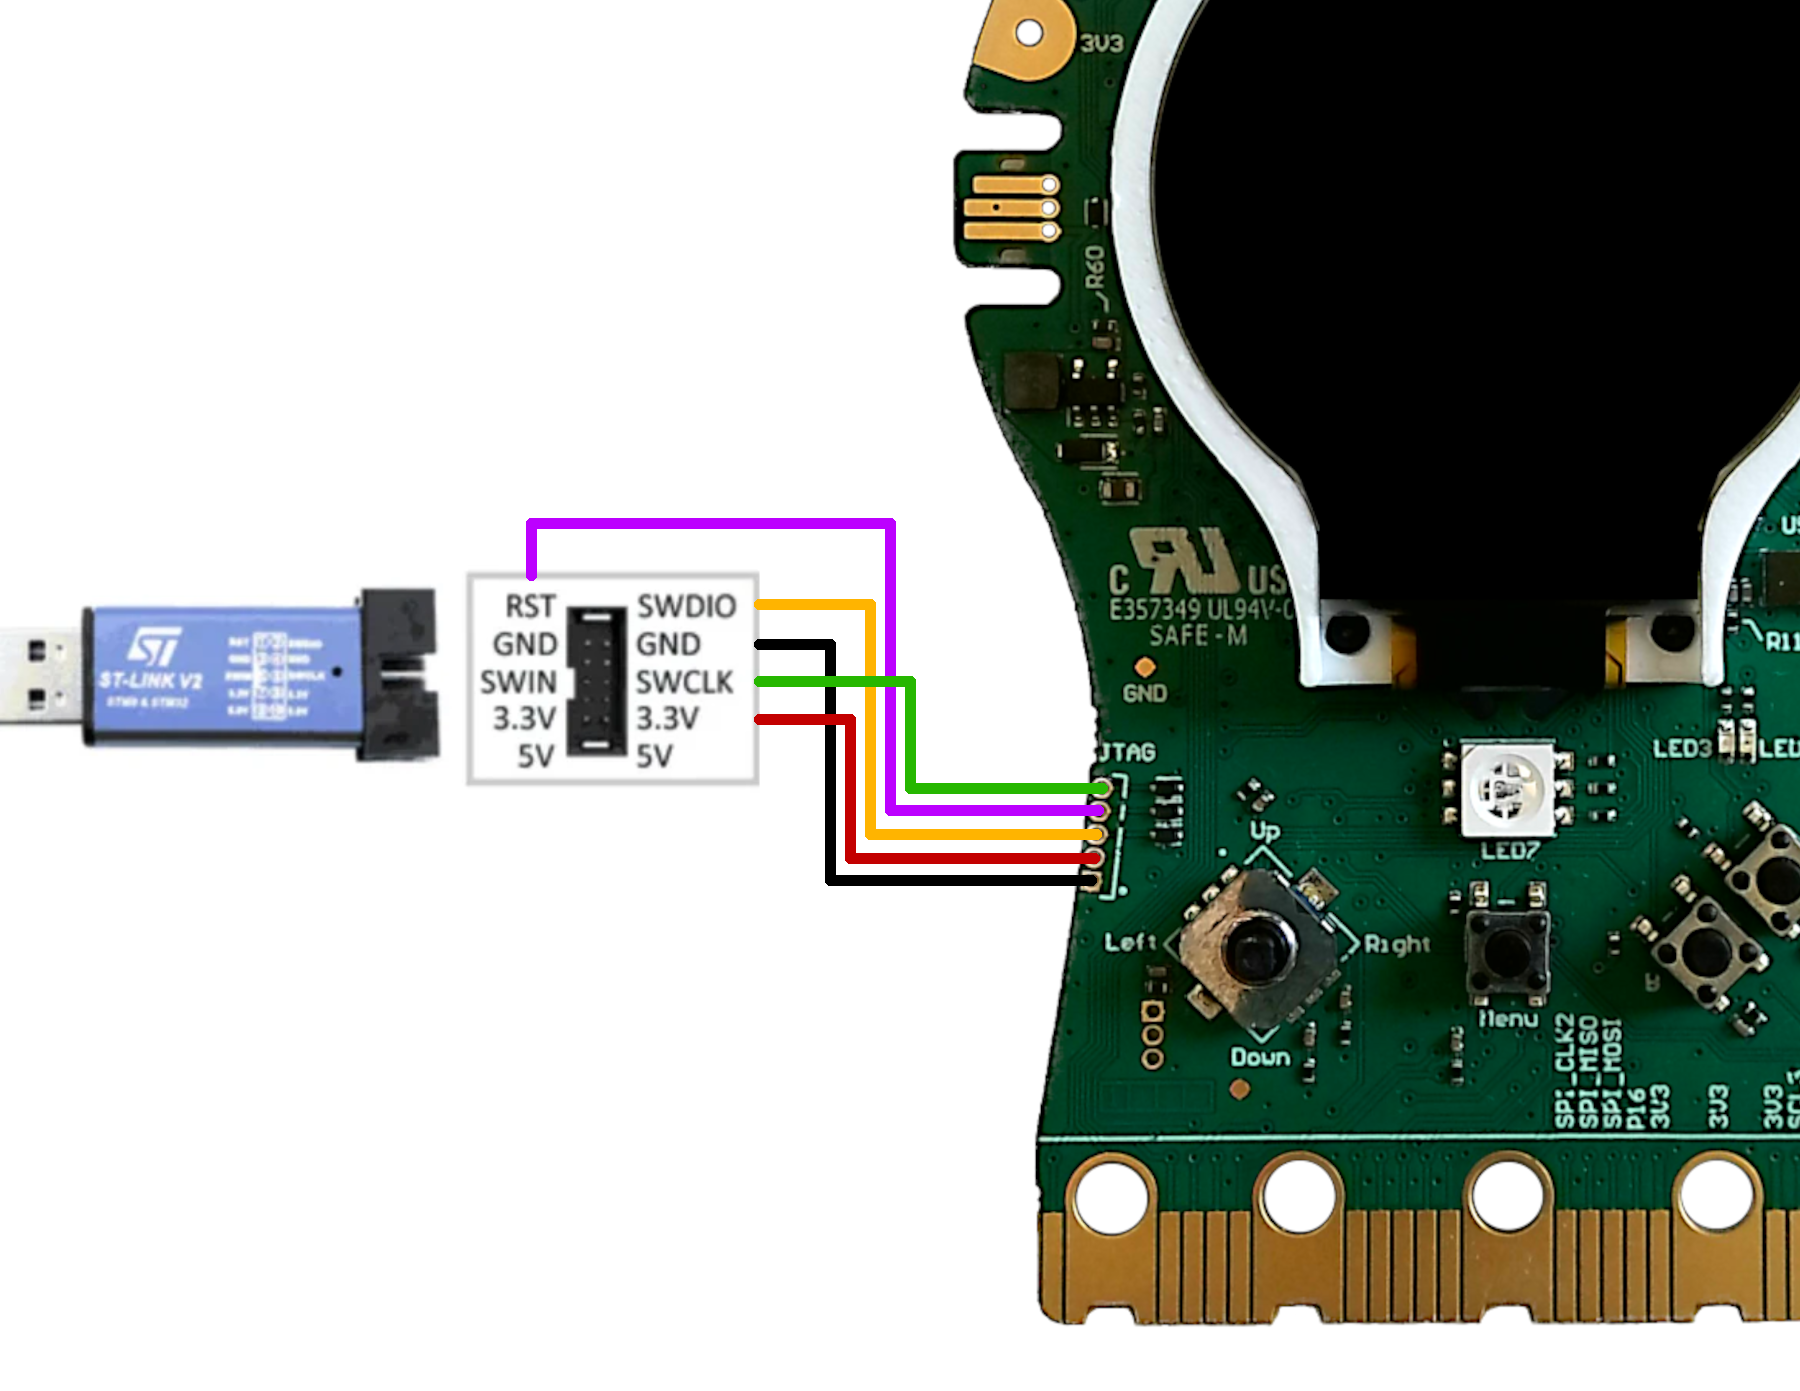 3V3
R60
C US
E357349 UL94V-0
SAFE-M
GND
RST SWDIO
GND GND
SWIN SWCLK
3.3V 3.3V
5V 5V
ST-LINK V2
STM8 & STM32
JTAG
R11
LED3
LED7
Up
Left
Right
Down
Menu
SPI_CLK2
SPI_MISO
SPI_MOSI
P16
3V3
3V3
3V3